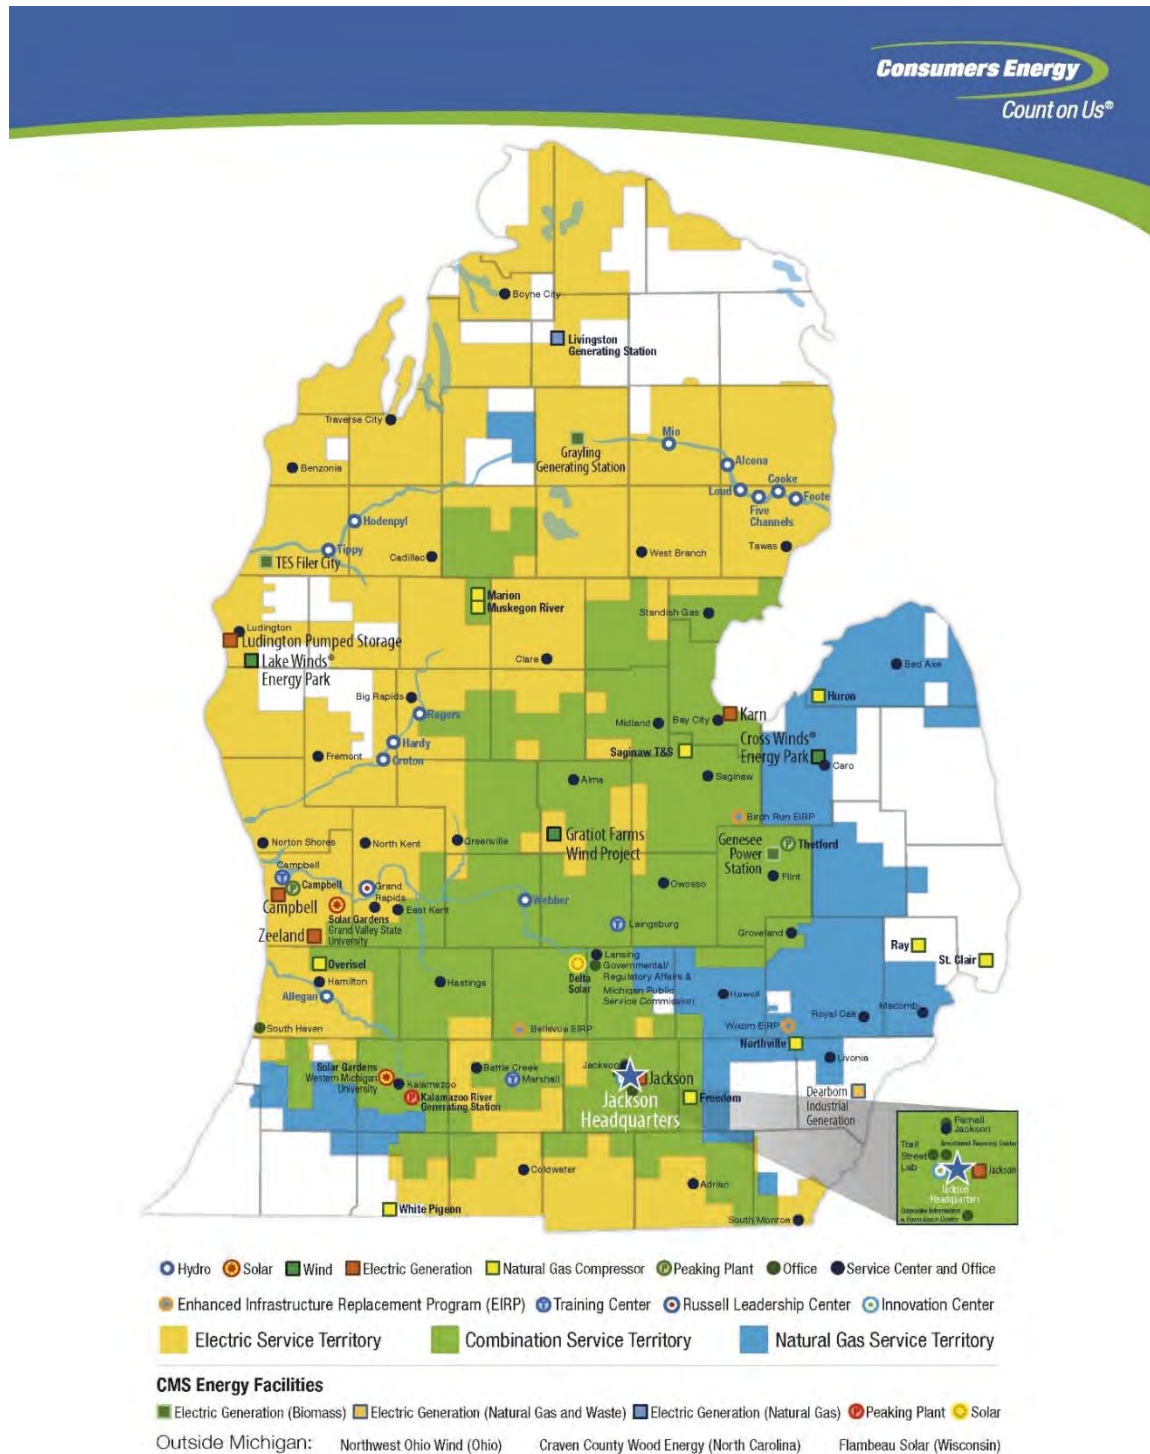 Consumers Energy
Count on Us®
Boyne City
Livingston
Generating Station
Traverse City
Mio
Grayling
Generating Station
Benzonia
Alcona
Cooke
Loud
Foote
Five
Channels
Hodenpyl
Tippy
Cadillac
West Branch
Tawas
TES Filer City
Marion
Muskegon River
Standish Gas
Ludington
Ludington Pumped Storage
Lake Winds®
Energy Park
Clare
Bad Axe
Big Rapids
Huron
Rogers
Midland
Bay City
Karn
Hardy
Saginaw T&S
Cross Winds®
Energy Park
Fremont
Croton
Caro
Alma
Saginaw
Birch Run EIRP
Norton Shores
North Kent
Greenville
Gratiot Farms
Wind Project
Genesee
Power
Station
Thetford
Campbell
Campbell
Campbell
Grand
Rapids
Flint
Owosso
East Kent
Webber
Solar Gardens
Grand Valley State
University
Laingsburg
Zeeland
Groveland
Ray
St. Clair
Overisel
Lansing
Delta
Solar
Governmental/
Regulatory Affairs &
Michigan Public
Service Commission
Hamilton
Hastings
Allegan
Howell
Royal Oak
Macomb
South Haven
Bellevue EIRP
Wixom EIRP
Northville
Livonia
Solar Gardens
Western Michigan
University
Battle Creek
Jackson
Kalamazoo
Marshall
Jackson
Kalamazoo River
Generating Station
Jackson
Headquarters
Freedom
Dearborn
Industrial
Generation
Parnall
Jackson
Trail
Street
Lab
Investment Recovery Center
Jackson
Jackson
Headquarters
Coldwater
Adrian
White Pigeon
South Monroe
Hydro Solar Wind Electric Generation Natural Gas Compressor Peaking Plant Office Service Center and Office
Enhanced Infrastructure Replacement Program (EIRP) Training Center Russell Leadership Center Innovation Center
Electric Service Territory Combination Service Territory Natural Gas Service Territory
CMS Energy Facilities
Electric Generation (Biomass) Electric Generation (Natural Gas and Waste) Electric Generation (Natural Gas) Peaking Plant Solar
Outside Michigan: Northwest Ohio Wind (Ohio) Craven County Wood Energy (North Carolina) Flambeau Solar (Wisconsin)